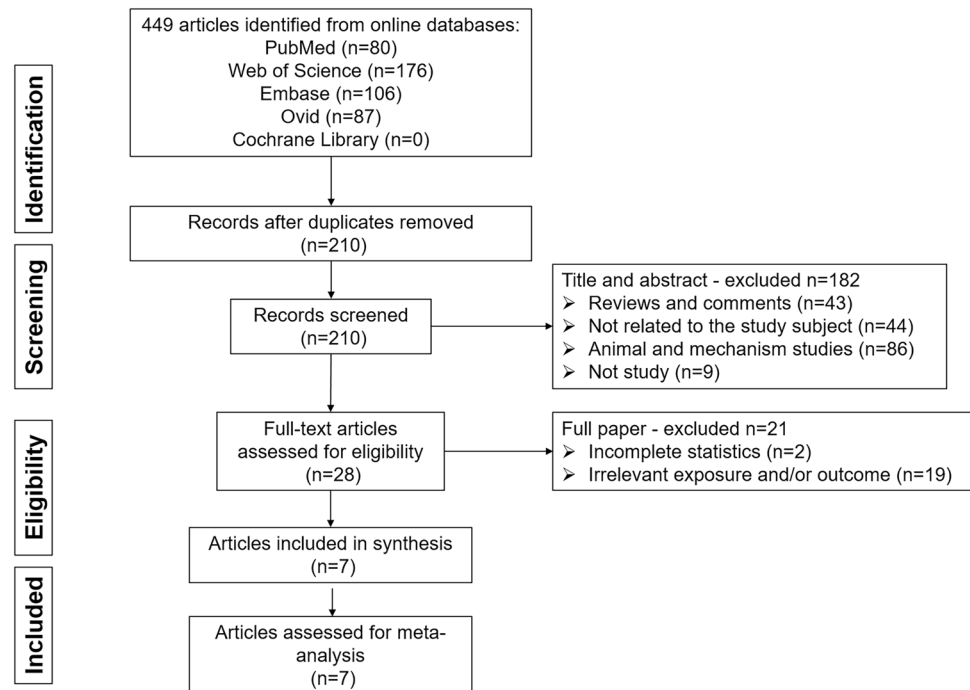 449 articles identified from online databases:
PubMed (n=80)
Web of Science (n=176)
Embase (n=106)
Ovid (n=87)
Cochrane Library (n=0)
Identification
Records after duplicates removed
(n=210)
Screening
Records screened
(n=210)
Title and abstract - excluded n=182
➢ Reviews and comments (n=43)
➢ Not related to the study subject (n=44)
➢ Animal and mechanism studies (n=86)
➢ Not study (n=9)
Eligibility
Full-text articles
assessed for eligibility
(n=28)
Full paper - excluded n=21
➢ Incomplete statistics (n=2)
➢ Irrelevant exposure and/or outcome (n=19)
Articles included in synthesis
(n=7)
Included
Articles assessed for meta-
analysis
(n=7)